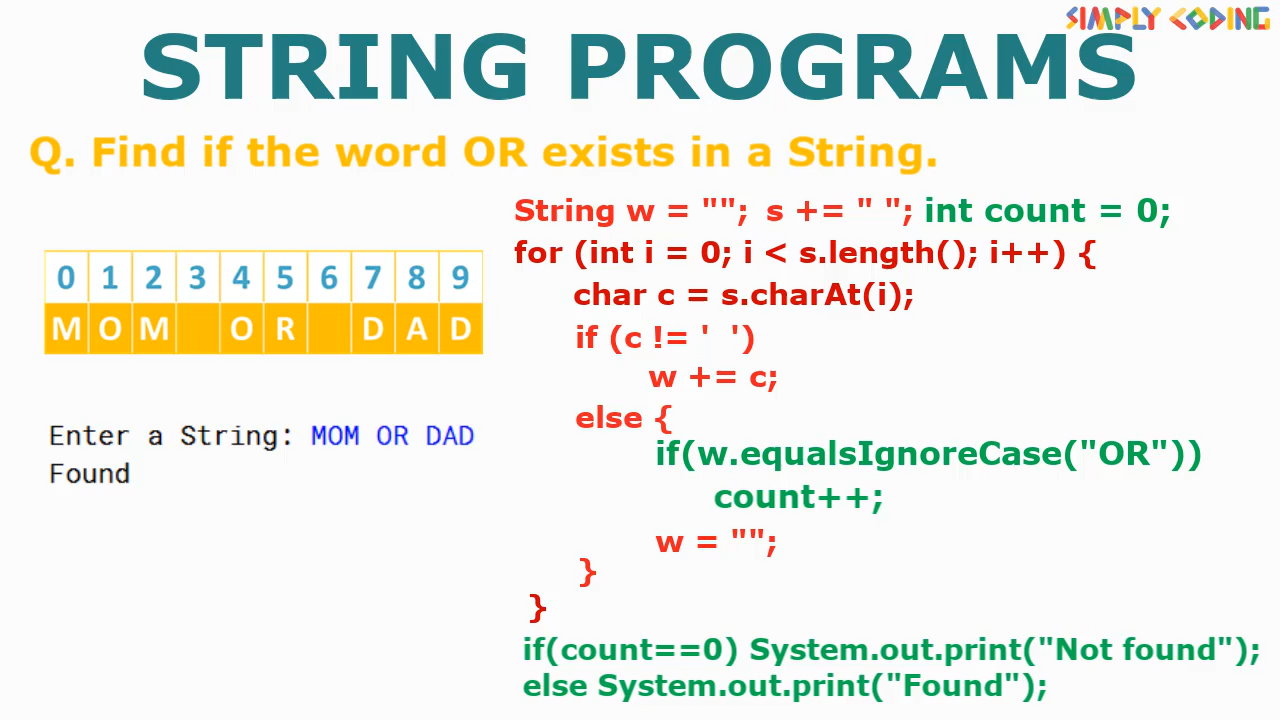 SIMPLY CODING
STRING PROGRAMS
Q. Find if the word OR exists in a String.
0 1 2 3 4 5 6 7 8 9
M O M O R D A D
Enter a String: MOM OR DAD
Found
String w = ""; s += " "; int count = 0;
for (int i = 0; i < s.length(); i++) {
char c = s.charAt(i);
if (c != ' ')
w += c;
else {
if(w.equalsIgnoreCase("OR"))
count++;
w = "";
}
}
if(count==0) System.out.print("Not found");
else System.out.print("Found");